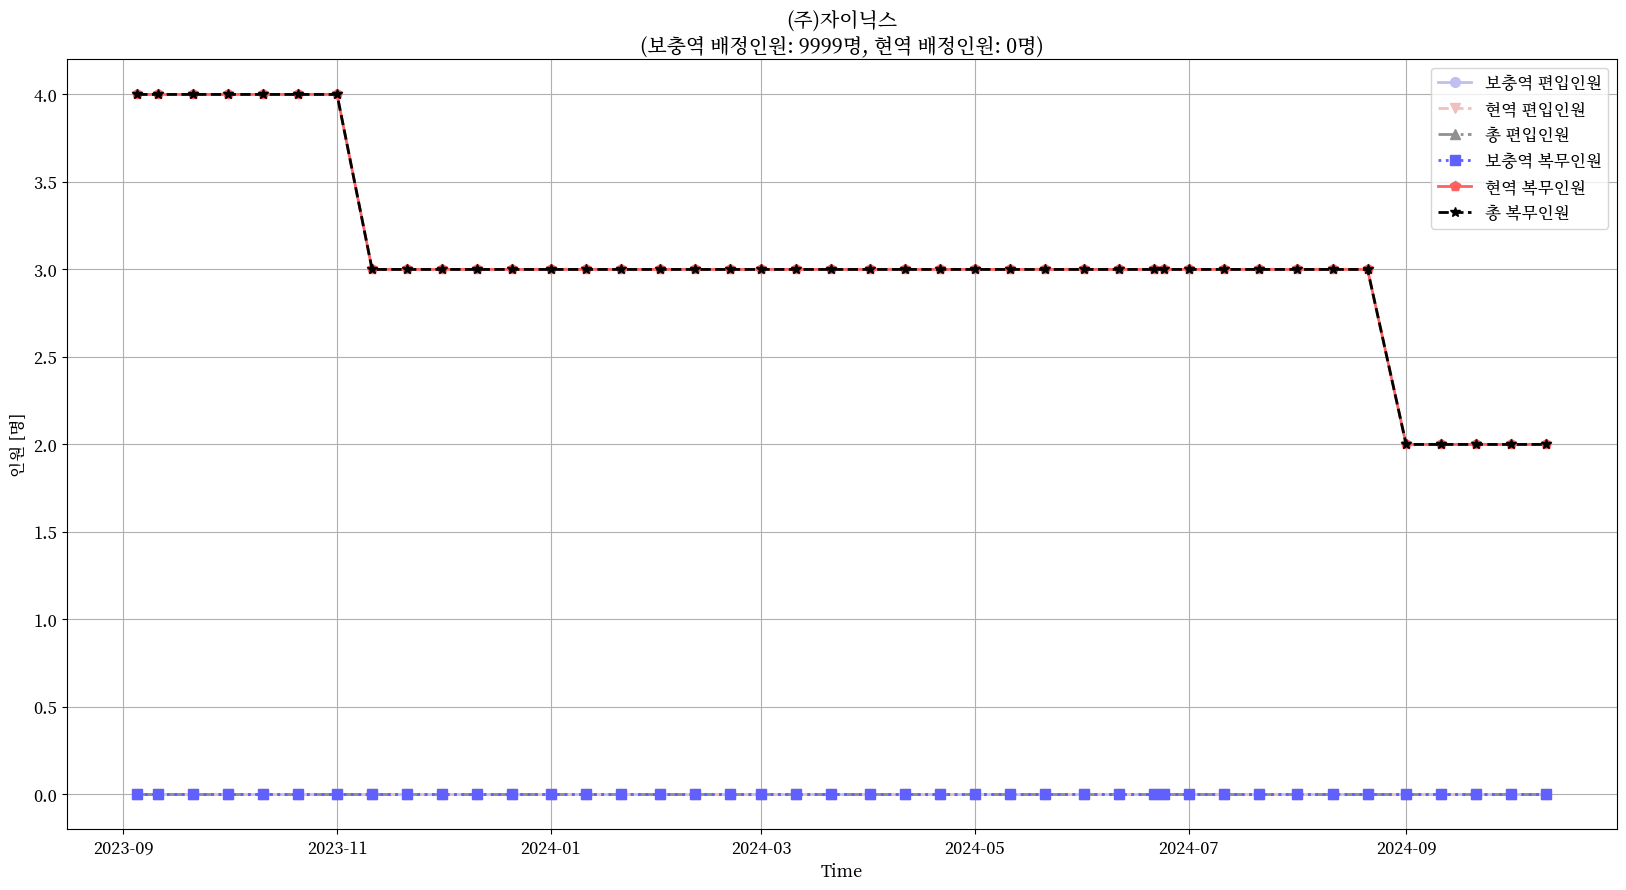 (주)자이닉스
(보충역 배정인원: 9999명, 현역 배정인원: 0명)
보충역 편입인원
현역 편입인원
총 편입인원
보충역 복무인원
현역 복무인원
총 복무인원
인원 [명]
4.0
3.5
3.0
2.5
2.0
1.5
1.0
0.5
0.0
2023-09
2023-11
2024-01
2024-03
2024-05
2024-07
2024-09
Time